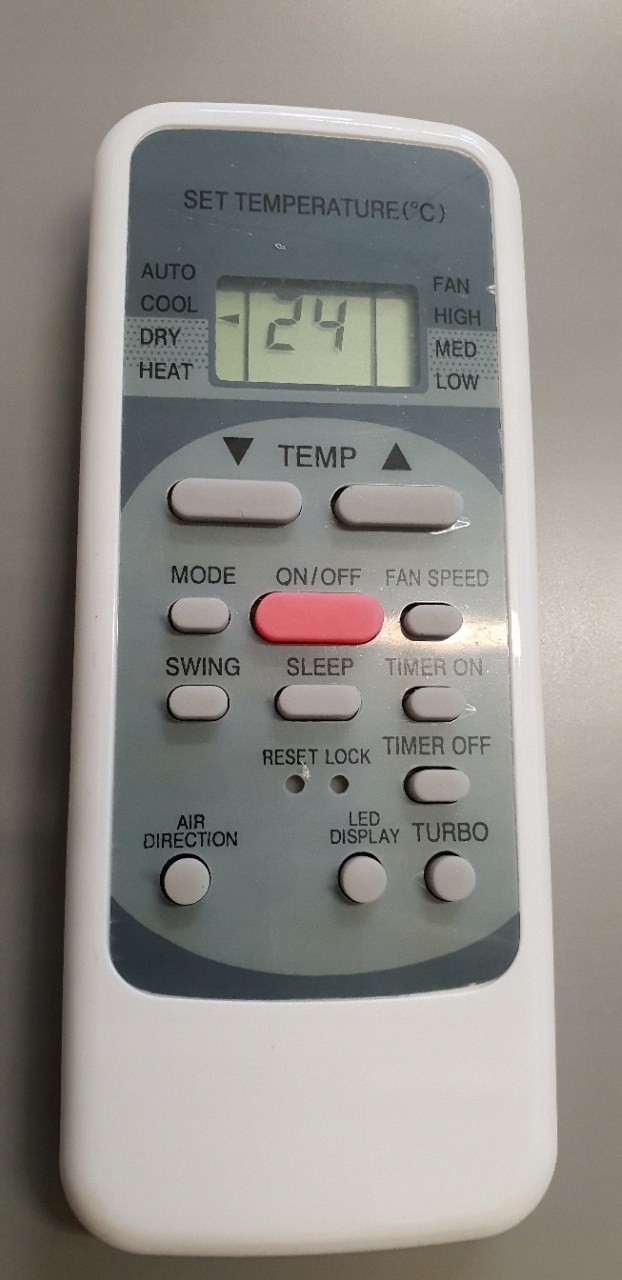 SET TEMPERATURE(°C)
AUTO
COOL
DRY
HEAT
24
FAN
HIGH
MED
LOW
▼ TEMP ▲
MODE ON/OFF FAN SPEED
SWING SLEEP TIMER ON
RESET LOCK TIMER OFF
AIR DIRECTION
LED DISPLAY
TURBO